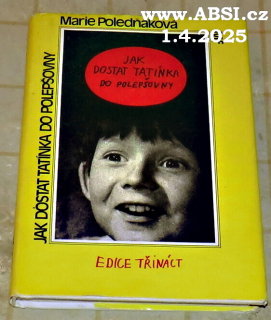 www.ABSI.cz
1.4.2025
Marie Poledňáková
JAK
DOSTAT TATÍNKA
DO POLEPŠOVNY
JAK DOSTAT TATÍNKA DO POLEPŠOVNY
EDICE TŘINÁCT